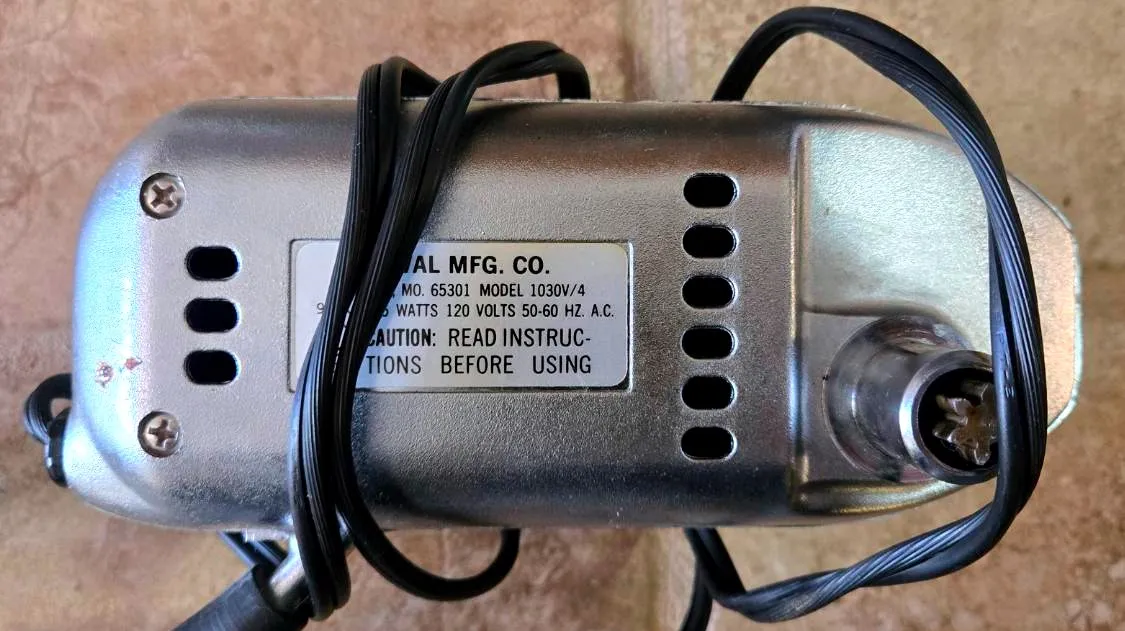 MFG. CO.
MO. 65301 MODEL 1030V/4
WATTS 120 VOLTS 50-60 HZ. A.C.
CAUTION: READ INSTRUC-
TIONS BEFORE USING